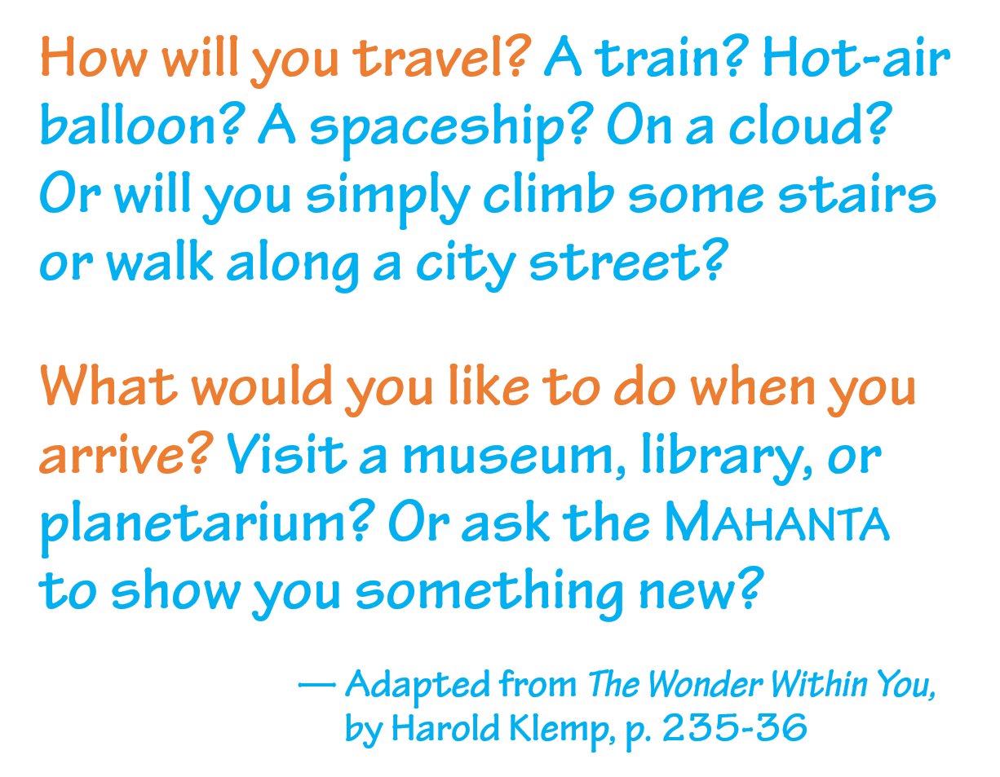 How will you travel? A train? Hot-air
balloon? A spaceship? On a cloud?
Or will you simply climb some stairs
or walk along a city street?
What would you like to do when you
arrive? Visit a museum, library, or
planetarium? Or ask the MAHANTA
to show you something new?
— Adapted from The Wonder Within You,
by Harold Klemp, p. 235-36